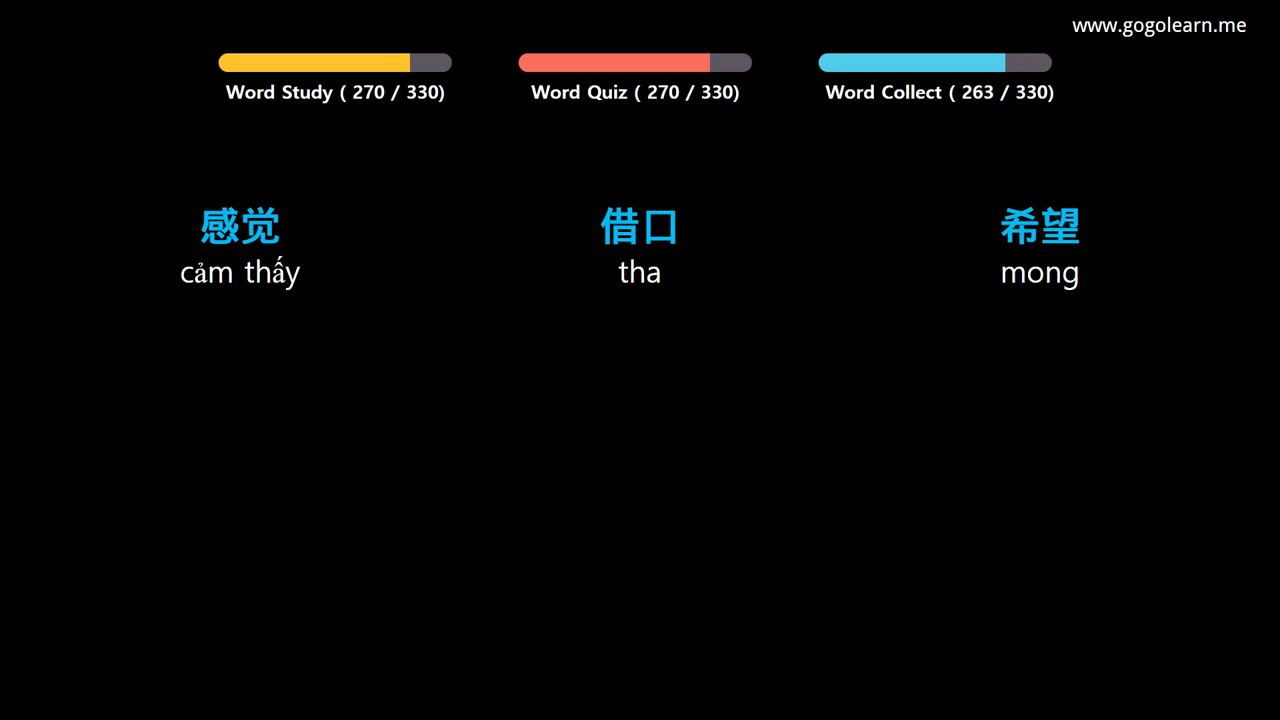 www.gogolearn.me
Word Study ( 270 / 330)
Word Quiz ( 270 / 330)
Word Collect ( 263 / 330)
感觉
cảm thấy
借口
tha
希望
mong